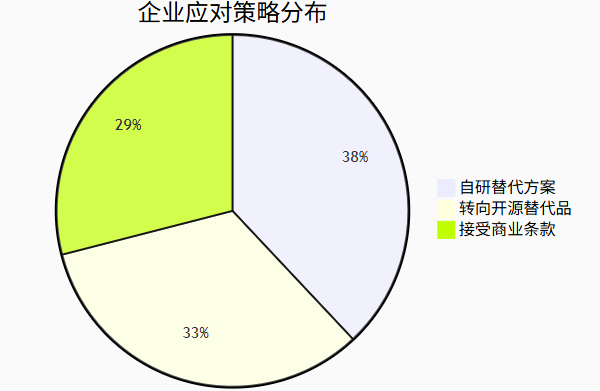 企业应对策略分布
29%
38%
33%
自研替代方案
转向开源替代品
接受商业条款